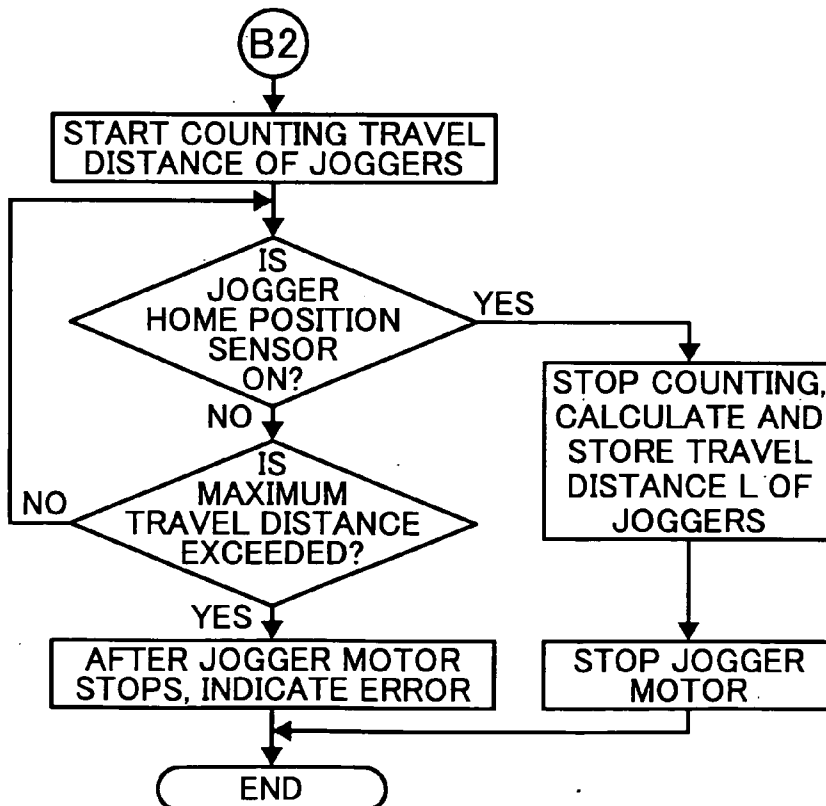 B2
START COUNTING TRAVEL
DISTANCE OF JOGGERS
IS
JOGGER
HOME POSITION
SENSOR
ON?
YES
NO
STOP COUNTING,
CALCULATE AND
STORE TRAVEL
DISTANCE L OF
JOGGERS
IS
MAXIMUM
TRAVEL DISTANCE
EXCEEDED?
NO
YES
AFTER JOGGER MOTOR
STOPS, INDICATE ERROR
STOP JOGGER
MOTOR
END